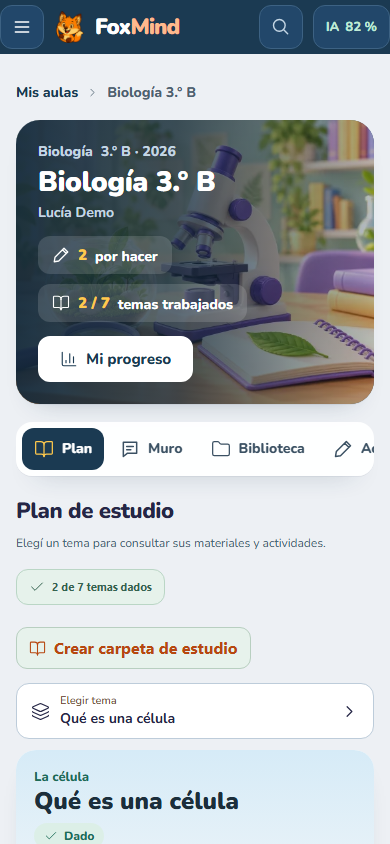 FoxMind
IA 82 %
Mis aulas > Biología 3.° B
Biología 3.° B · 2026
Biología 3.° B
Lucía Demo
2 por hacer
2 / 7 temas trabajados
Mi progreso
Plan
Muro
Biblioteca
Plan de estudio
Elegí un tema para consultar sus materiales y actividades.
2 de 7 temas dados
Crear carpeta de estudio
Elegir tema
Qué es una célula
La célula
Qué es una célula
Dado